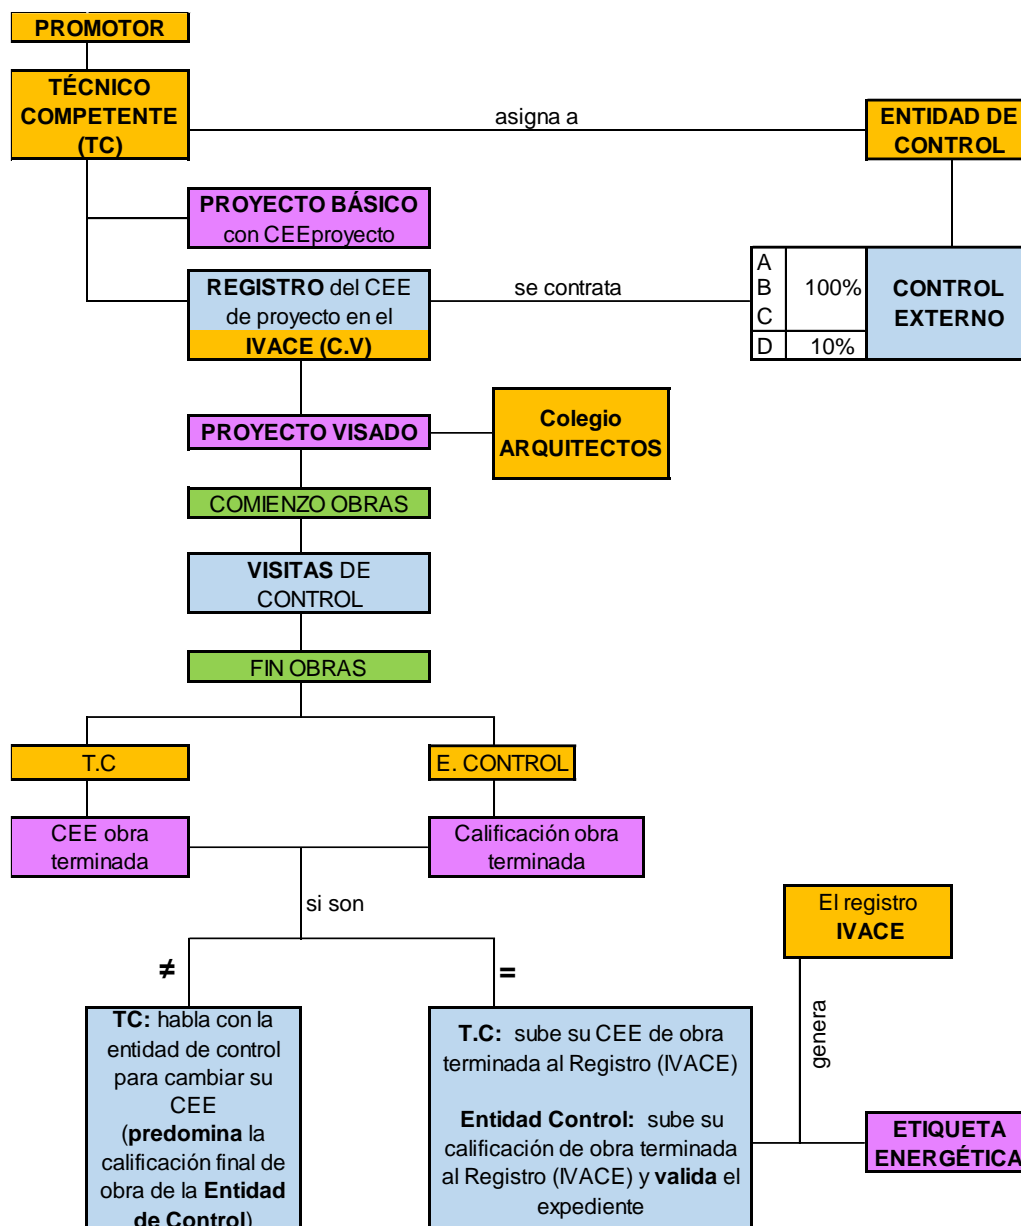 PROMOTOR
TÉCNICO
COMPETENTE
(TC)
asigna a
ENTIDAD DE
CONTROL
PROYECTO BÁSICO
con CEEproyecto
REGISTRO del CEE
de proyecto en el
IVACE (C.V)
se contrata
A
B
C
100%
D
10%
CONTROL
EXTERNO
PROYECTO VISADO
Colegio
ARQUITECTOS
COMIENZO OBRAS
VISITAS DE
CONTROL
FIN OBRAS
T.C
E. CONTROL
CEE obra
terminada
Calificación obra
terminada
si son
≠
=
El registro
IVACE
genera
TC: habla con la
entidad de control
para cambiar su
CEE
(predomina la
calificación final de
obra de la Entidad
de Control)
T.C: sube su CEE de obra
terminada al Registro (IVACE)
Entidad Control: sube su
calificación de obra terminada
al Registro (IVACE) y valida el
expediente
ETIQUETA
ENERGÉTICA